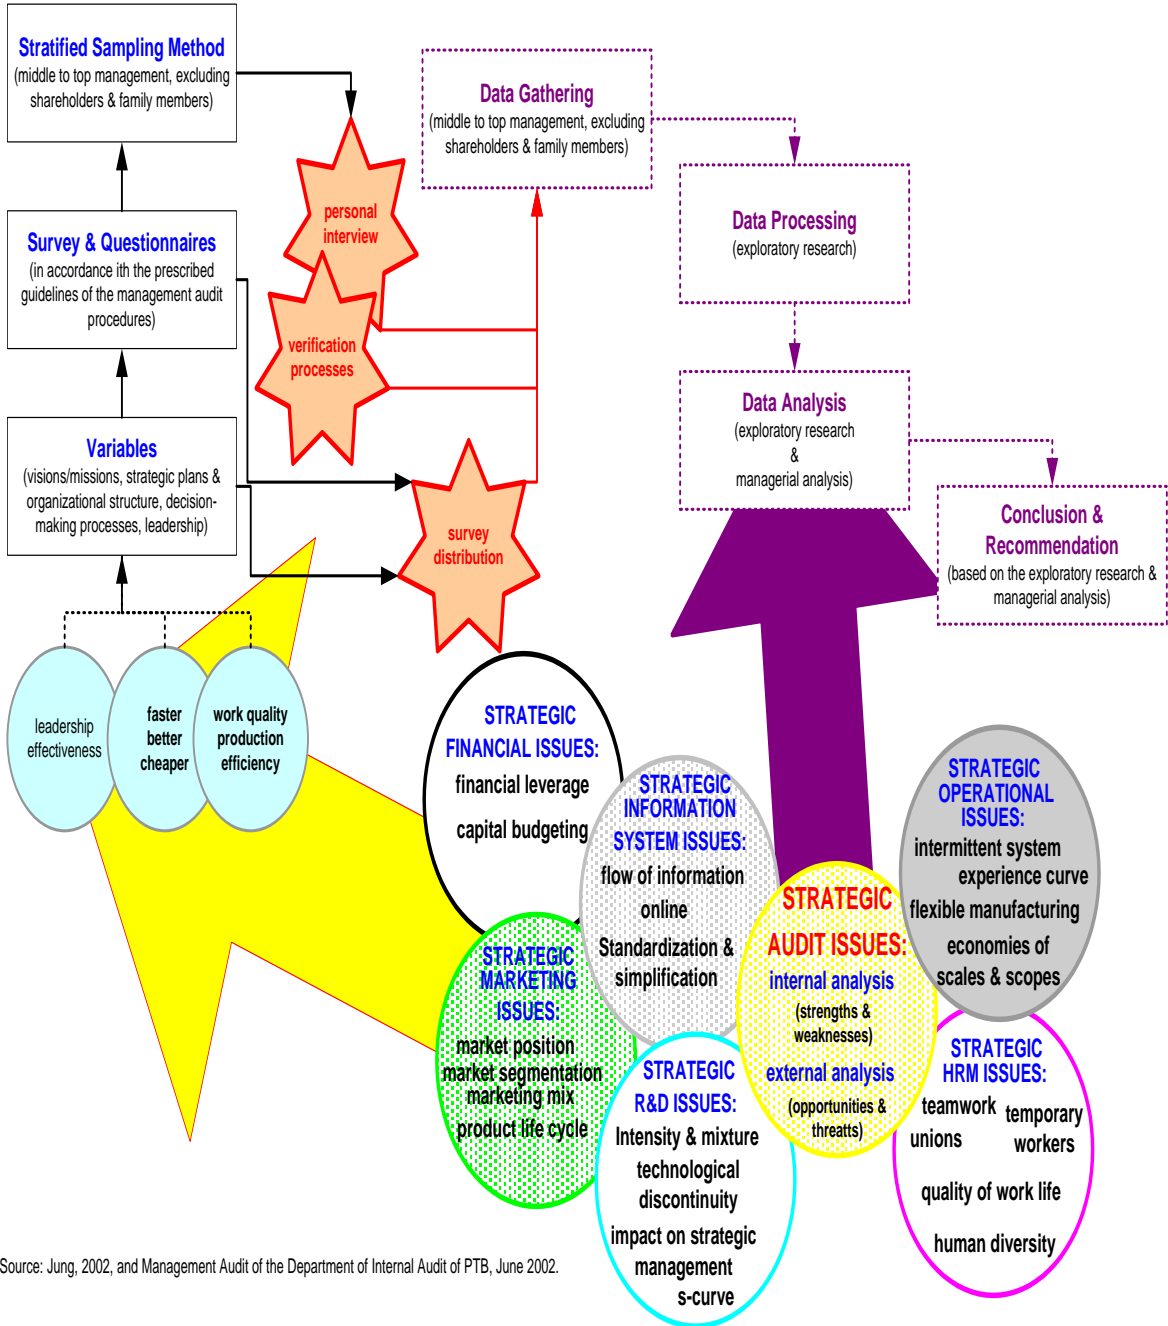 Stratified Sampling Method
(middle to top management, excluding
shareholders & family members)
Survey & Questionnaires
(in accordance ith the prescribed
guidelines of the management audit
procedures)
Variables
(visions/missions, strategic plans &
organizational structure, decision-
making processes, leadership)
leadership
effectiveness
faster
better
cheaper
work quality
production
efficiency
personal
interview
verification
processes
survey
distribution
Data Gathering
(middle to top management, excluding
shareholders & family members)
Data Processing
(exploratory research)
Data Analysis
(exploratory research
&
managerial analysis)
Conclusion &
Recommendation
(based on the exploratory research &
managerial analysis)
STRATEGIC
FINANCIAL ISSUES:
financial leverage
capital budgeting
STRATEGIC
INFORMATION
SYSTEM ISSUES:
flow of information
online
Standardization &
simplification
STRATEGIC
MARKETING
ISSUES
market position
market segmentation
marketing mix
product life cycle
STRATEGIC
R&D ISSUES:
Intensity & mixture
technological
discontinuity
impact on strategic
management
s-curve
STRATEGIC
AUDIT ISSUES:
internal analysis
(strengths &
weaknesses)
external analysis
(opportunities &
threatts)
STRATEGIC
OPERATIONAL
ISSUES:
intermittent system
experience curve
flexible manufacturing
economies of
scales & scopes
STRATEGIC
HRM ISSUES:
teamwork
unions
temporary
workers
quality of work life
human diversity
Source: Jung, 2002, and Management Audit of the Department of Internal Audit of PTB, June 2002.